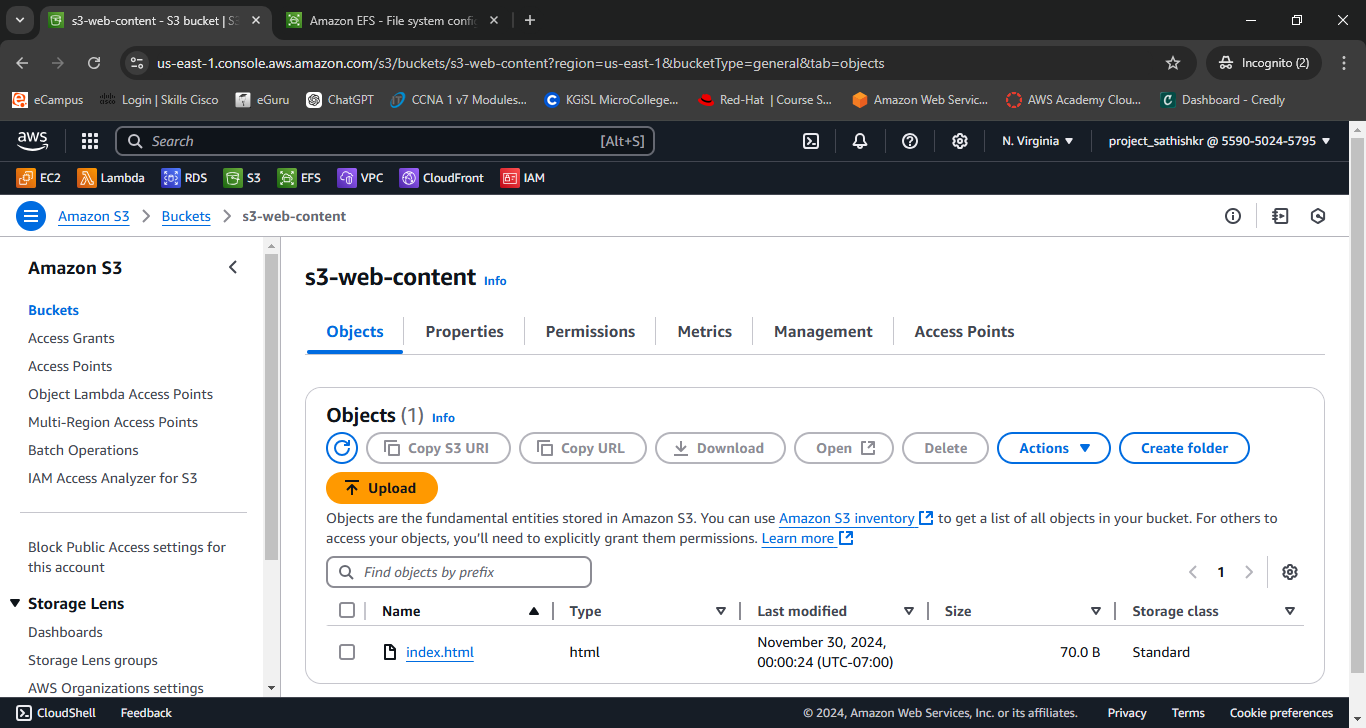 s3-web-content - S3 bucket | S3
Amazon EFS - File system confi
us-east-1.console.aws.amazon.com/s3/buckets/s3-web-content?region=us-east-1&bucketType=general&tab=objects
Incognito (2)
eCampus
Login | Skills Cisco
eGuru
ChatGPT
CCNA 1 v7 Modules...
KGiSL MicroCollege...
Red-Hat | Course S...
Amazon Web Servic...
AWS Academy Clou...
Dashboard - Credly
aws
Search
[Alt+S]
N. Virginia
project_sathishkr @ 5590-5024-5795
EC2
Lambda
RDS
S3
EFS
VPC
CloudFront
IAM
Amazon S3
Buckets
s3-web-content
Amazon S3
Buckets
Access Grants
Access Points
Object Lambda Access Points
Multi-Region Access Points
Batch Operations
IAM Access Analyzer for S3
Block Public Access settings for
this account
Storage Lens
Dashboards
Storage Lens groups
AWS Organizations settings
s3-web-content Info
Objects
Properties
Permissions
Metrics
Management
Access Points
Objects (1) Info
Copy S3 URI
Copy URL
Download
Open
Delete
Actions
Create folder
Upload
Objects are the fundamental entities stored in Amazon S3. You can use Amazon S3 inventory to get a list of all objects in your bucket. For others to
access your objects, you'll need to explicitly grant them permissions. Learn more
Find objects by prefix
1
Name
Type
Last modified
Size
Storage class
index.html
html
November 30, 2024,
00:00:24 (UTC-07:00)
70.0 B
Standard
CloudShell
Feedback
© 2024, Amazon Web Services, Inc. or its affiliates.
Privacy
Terms
Cookie preferences